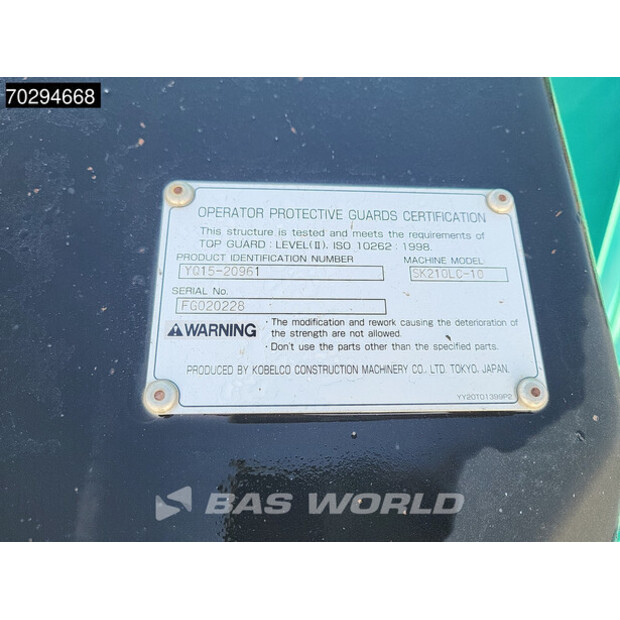 70294668
OPERATOR PROTECTIVE GUARDS CERTIFICATION
This structure is tested and meets the requirements of
TOP GUARD : LEVEL(Ⅱ), ISO 10262 : 1998.
PRODUCT IDENTIFICATION NUMBER MACHINE MODEL
YQ15-20961 SK210LC-10
SERIAL No.
FG020228
WARNING
・The modification and rework causing the deterioration of
the strength are not allowed.
・Don't use the parts other than the specified parts.
PRODUCED BY KOBELCO CONSTRUCTION MACHINERY CO., LTD. TOKYO, JAPAN.
YY20T01399P2
BAS WORLD